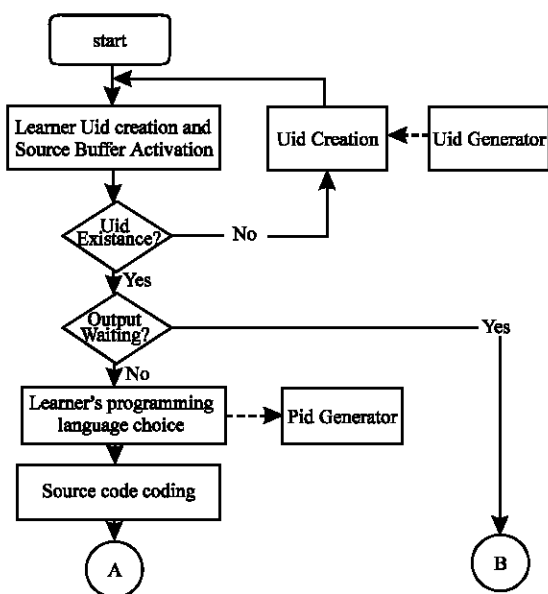 start
Learner Uid creation and
Source Buffer Activation
Uid Creation
Uid Generator
Uid
Existance?
No
Yes
Output
Waiting?
Yes
No
Learner's programming
language choice
Pid Generator
Source code coding
A
B